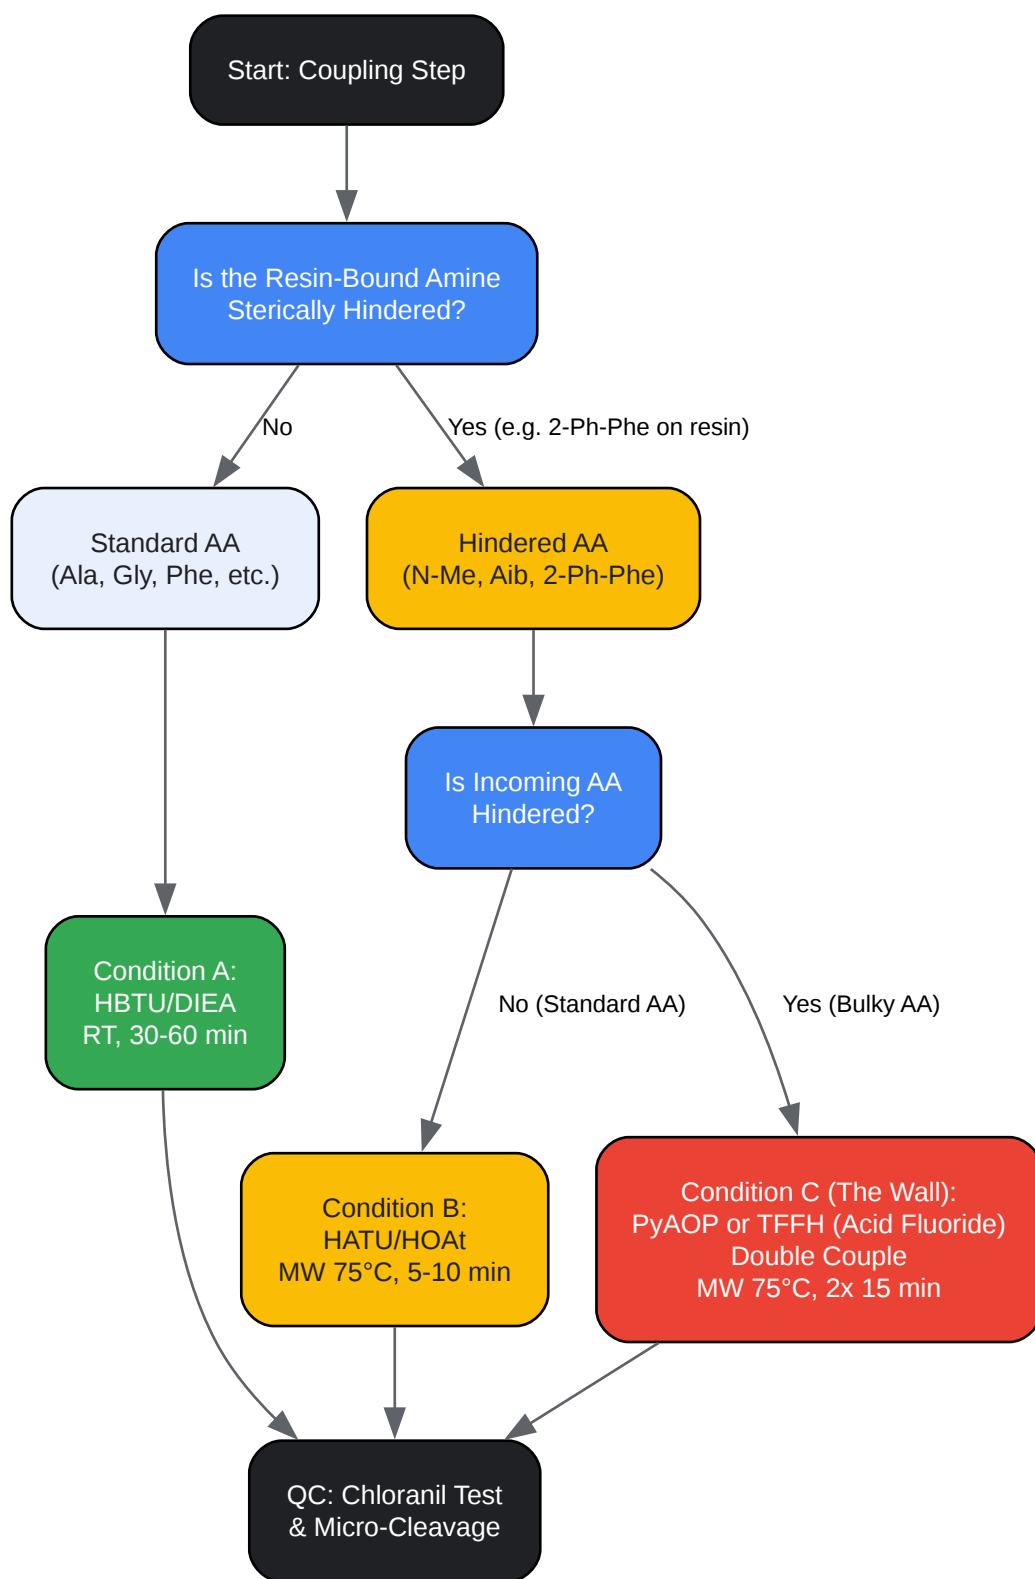 Start: Coupling Step
Is the Resin-Bound Amine
Sterically Hindered?
No
Yes (e.g. 2-Ph-Phe on resin)
Standard AA
(Ala, Gly, Phe, etc.)
Hindered AA
(N-Me, Aib, 2-Ph-Phe)
Is Incoming AA
Hindered?
No (Standard AA)
Yes (Bulky AA)
Condition A:
HBTU/DIEA
RT, 30-60 min
Condition B:
HATU/HOAt
MW 75°C, 5-10 min
Condition C (The Wall):
PyAOP or TFFH (Acid Fluoride)
Double Couple
MW 75°C, 2x 15 min
QC: Chloranil Test
& Micro-Cleavage